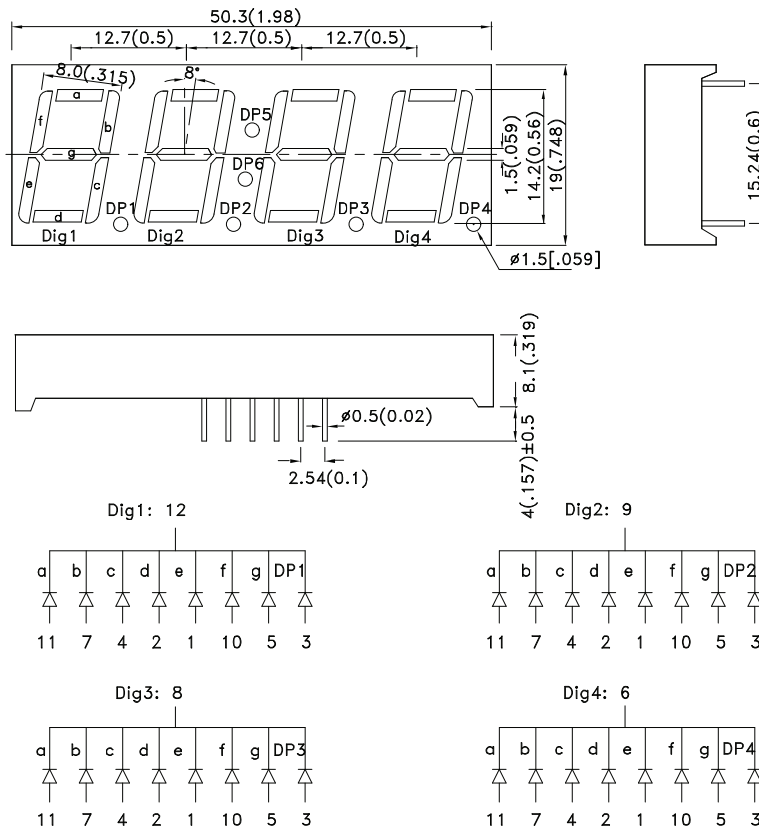 50.3(1.98)
12.7(0.5) 12.7(0.5) 12.7(0.5)
8.0(.315) 8°
a
f b
g
e c
d
DP5
DP6
DP1 DP2 DP3 DP4
Dig1 Dig2 Dig3 Dig4
1.5(.059)
14.2(0.56)
19(.748)
ø1.5[.059]
15.24(0.6)
8.1(.319)
ø0.5(0.02)
2.54(0.1)
4(.157)±0.5
Dig1: 12
a b c d e f g DP1
11 7 4 2 1 10 5 3
Dig2: 9
a b c d e f g DP2
11 7 4 2 1 10 5 3
Dig3: 8
a b c d e f g DP3
11 7 4 2 1 10 5 3
Dig4: 6
a b c d e f g DP4
11 7 4 2 1 10 5 3